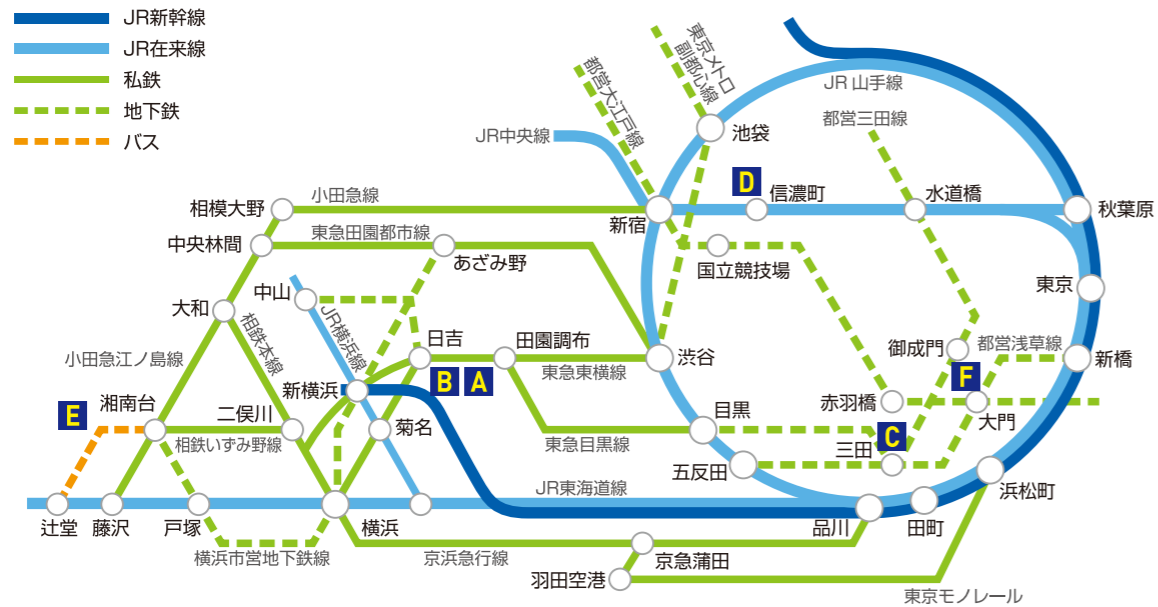 JR新幹線
JR在来線
私鉄
地下鉄
バス
東京メトロ
副都心線
都営大江戸線
JR山手線
都営三田線
池袋
JR中央線
D
信濃町
水道橋
秋葉原
相模大野
小田急線
新宿
中央林間
東急田園都市線
あざみ野
国立競技場
東京
中山
大和
相鉄本線
JR横浜線
日吉
田園調布
御成門
都営浅草線
新橋
小田急江ノ島線
新横浜
B
A
東急東横線
渋谷
F
湘南台
二俣川
赤羽橋
大門
E
菊名
目黒
C
相鉄いずみ野線
東急目黒線
三田
五反田
浜松町
JR東海道線
辻堂
藤沢
戸塚
横浜
品川
田町
横浜市営地下鉄線
京浜急行線
京急蒲田
羽田空港
東京モノレール